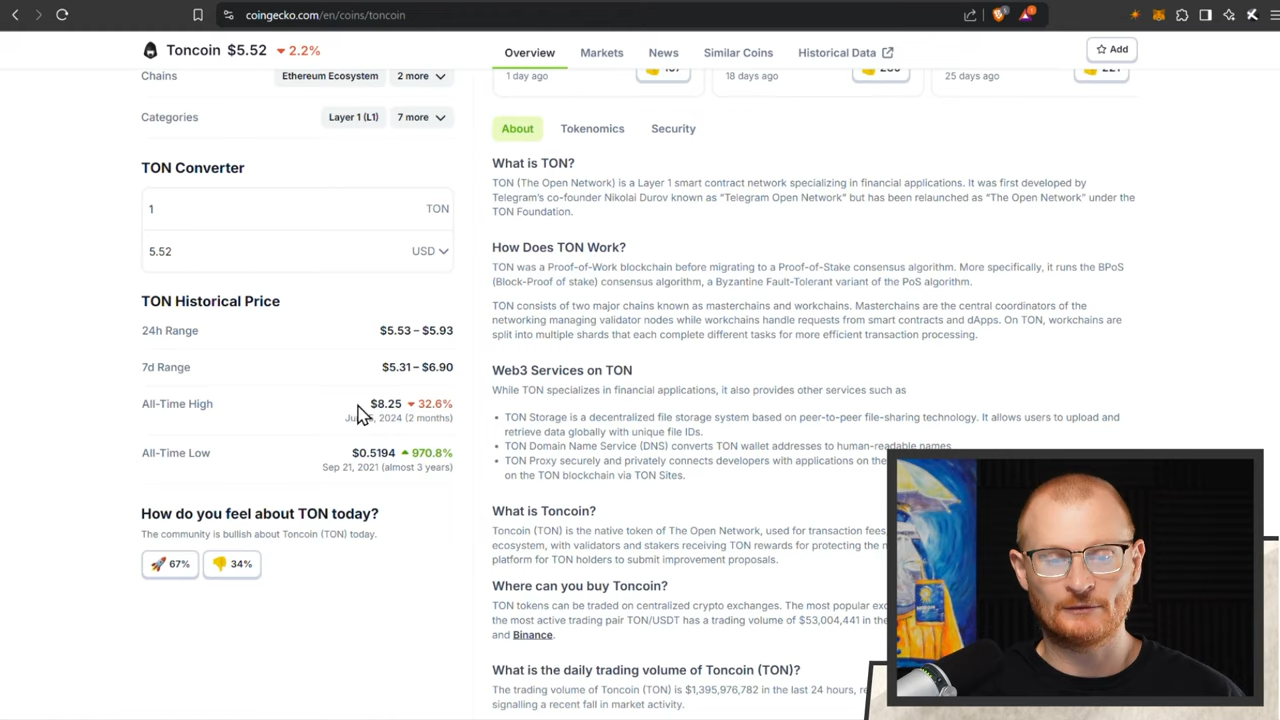 coingecko.com/en/coins/toncoin
Toncoin $5.52 2.2%
Overview Markets News Similar Coins Historical Data
Add
Chains
Ethereum Ecosystem 2 more
Categories
Layer 1 (L1) 7 more
TON Converter
1 TON
5.52 USD
TON Historical Price
24h Range $5.53 – $5.93
7d Range $5.31 – $6.90
All-Time High $8.25 32.6%
2024 (2 months)
All-Time Low $0.5194 970.8%
Sep 21, 2021 (almost 3 years)
How do you feel about TON today?
The community is bullish about Toncoin (TON) today.
67% 34%
1 day ago 18 days ago 25 days ago
About Tokenomics Security
What is TON?
TON (The Open Network) is a Layer 1 smart contract network specializing in financial applications. It was first developed by
Telegram's co-founder Nikolai Durov known as "Telegram Open Network" but has been relaunched as "The Open Network" under the
TON Foundation.
How Does TON Work?
TON was a Proof-of-Work blockchain before migrating to a Proof-of-Stake consensus algorithm. More specifically, it runs the BPoS
(Block-Proof of stake) consensus algorithm, a Byzantine Fault-Tolerant variant of the PoS algorithm.
TON consists of two major chains known as masterchains and workchains. Masterchains are the central coordinators of the
networking managing validator nodes while workchains handle requests from smart contracts and dApps. On TON, workchains are
split into multiple shards that each complete different tasks for more efficient transaction processing.
Web3 Services on TON
While TON specializes in financial applications, it also provides other services such as
• TON Storage is a decentralized file storage system based on peer-to-peer file-sharing technology. It allows users to upload and
retrieve data globally with unique file IDs.
• TON Domain Name Service (DNS) converts TON wallet addresses to human-readable names.
• TON Proxy securely and privately connects developers with applications on the
on the TON blockchain via TON Sites.
What is Toncoin?
Toncoin (TON) is the native token of The Open Network, used for transaction fees,
ecosystem, with validators and stakers receiving TON rewards for protecting the
platform for TON holders to submit improvement proposals.
Where can you buy Toncoin?
TON tokens can be traded on centralized crypto exchanges. The most popular
the most active trading pair TON/USDT has a trading volume of $53,004,441 in the
and Binance.
What is the daily trading volume of Toncoin (TON)?
The trading volume of Toncoin (TON) is $1,395,976,782 in the last 24 hours,
signalling a recent fall in market activity.